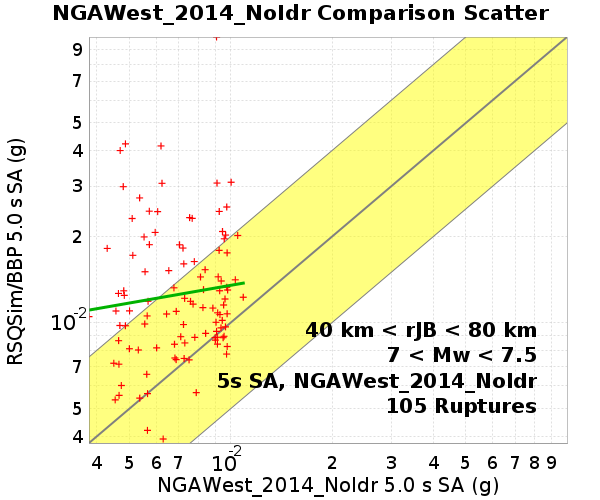 NGAWest_2014_NoIdr Comparison Scatter
RSQSim/BBP 5.0 s SA (g)
9
7
5
4
3
2
10-2
7
5
4
40 km < rJB < 80 km
7 < Mw < 7.5
5s SA, NGAWest_2014_NoIdr
105 Ruptures
4 5 6 7 10-2 2 3 4 5 6 7 8 9
NGAWest_2014_NoIdr 5.0 s SA (g)